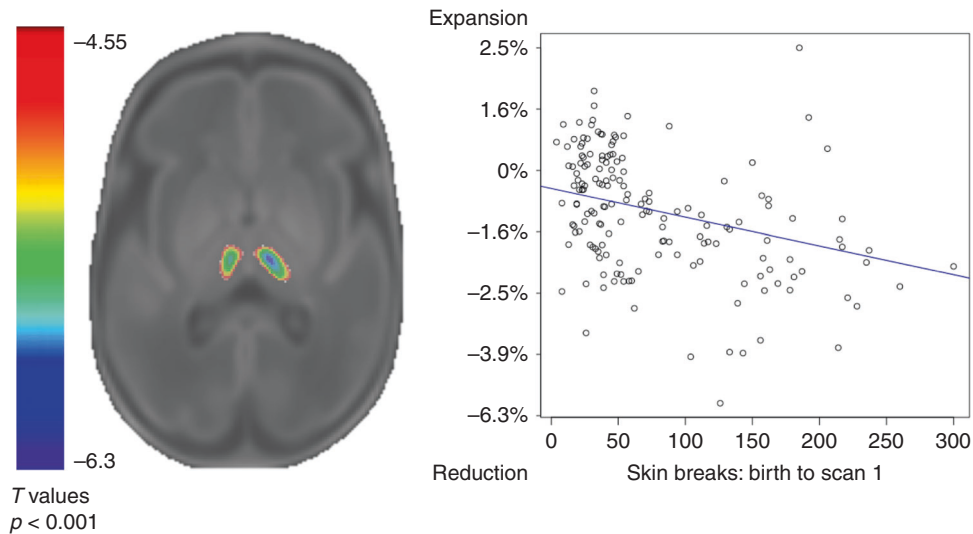 −4.55
−6.3
T values
p < 0.001
Expansion
2.5%
1.6%
0%
−1.6%
−2.5%
−3.9%
−6.3%
0 50 100 150 200 250 300
Reduction
Skin breaks: birth to scan 1